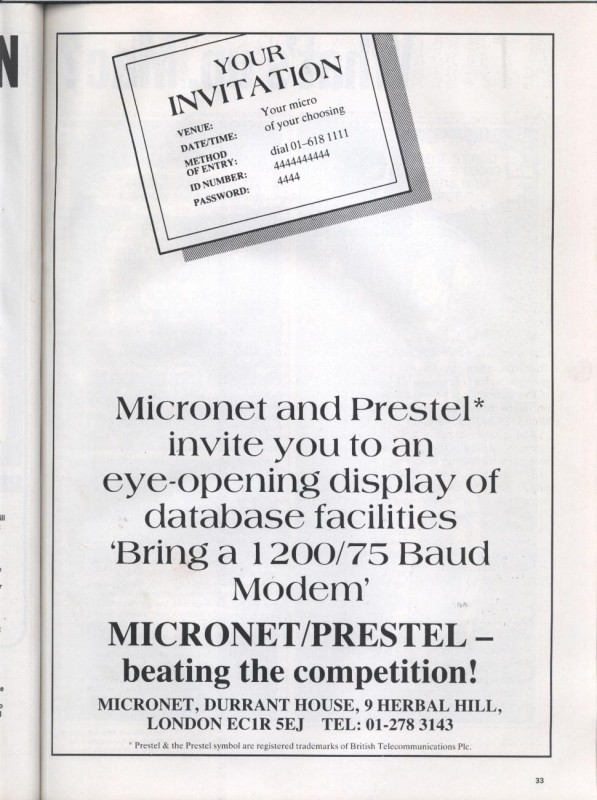 YOUR
INVITATION
VENUE: Your micro
DATE/TIME: of your choosing
METHOD
OF ENTRY: dial 01-618 1111
ID NUMBER: 4444444444
PASSWORD: 4444
Micronet and Prestel*
invite you to an
eye-opening display of
database facilities
‘Bring a 1200/75 Baud
Modem’
MICRONET/PRESTEL –
beating the competition!
MICRONET, DURRANT HOUSE, 9 HERBAL HILL,
LONDON EC1R 5EJ TEL: 01-278 3143
* Prestel & the Prestel symbol are registered trademarks of British Telecommunications Plc.
33